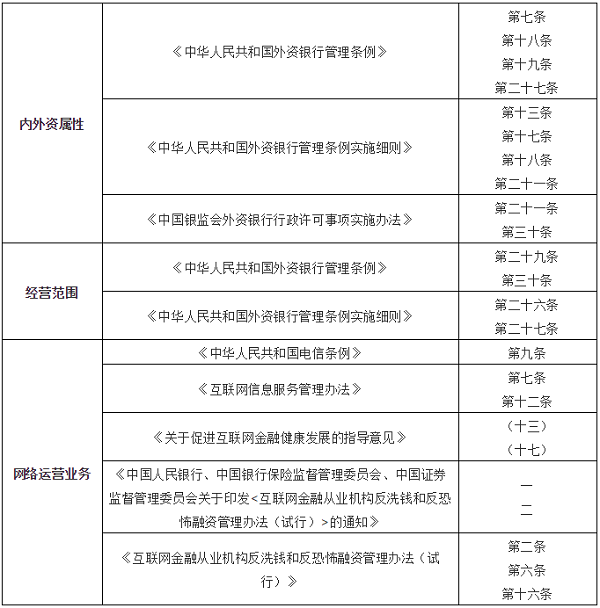 内外资属性
《中华人民共和国外资银行管理条例》
第七条
第十八条
第十九条
第二十七条
《中华人民共和国外资银行管理条例实施细则》
第十三条
第十七条
第十八条
第二十一条
《中国银监会外资银行行政许可事项实施办法》
第二十一条
第三十条
经营范围
《中华人民共和国外资银行管理条例》
第二十九条
第三十条
《中华人民共和国外资银行管理条例实施细则》
第二十六条
第二十七条
网络运营业务
《中华人民共和国电信条例》
第九条
《互联网信息服务管理办法》
第七条
第十二条
《关于促进互联网金融健康发展的指导意见》
（十三）
（十七）
《中国人民银行、中国银行保险监督管理委员会、中国证券
监督管理委员会关于印发<互联网金融从业机构反洗钱和反恐
怖融资管理办法（试行）>的通知》
一
二
《互联网金融从业机构反洗钱和反恐怖融资管理办法（试
行）》
第二条
第六条
第十六条